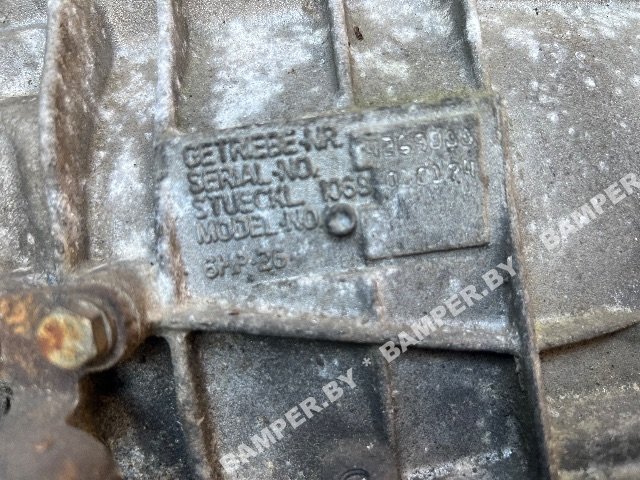 GETRIEBE-NR.
SERIAL-NO.
STUECKL. 1068
MODEL-NO.
6HP-26
BAMPER.BY
BAMPER.BY
BAMPER.BY